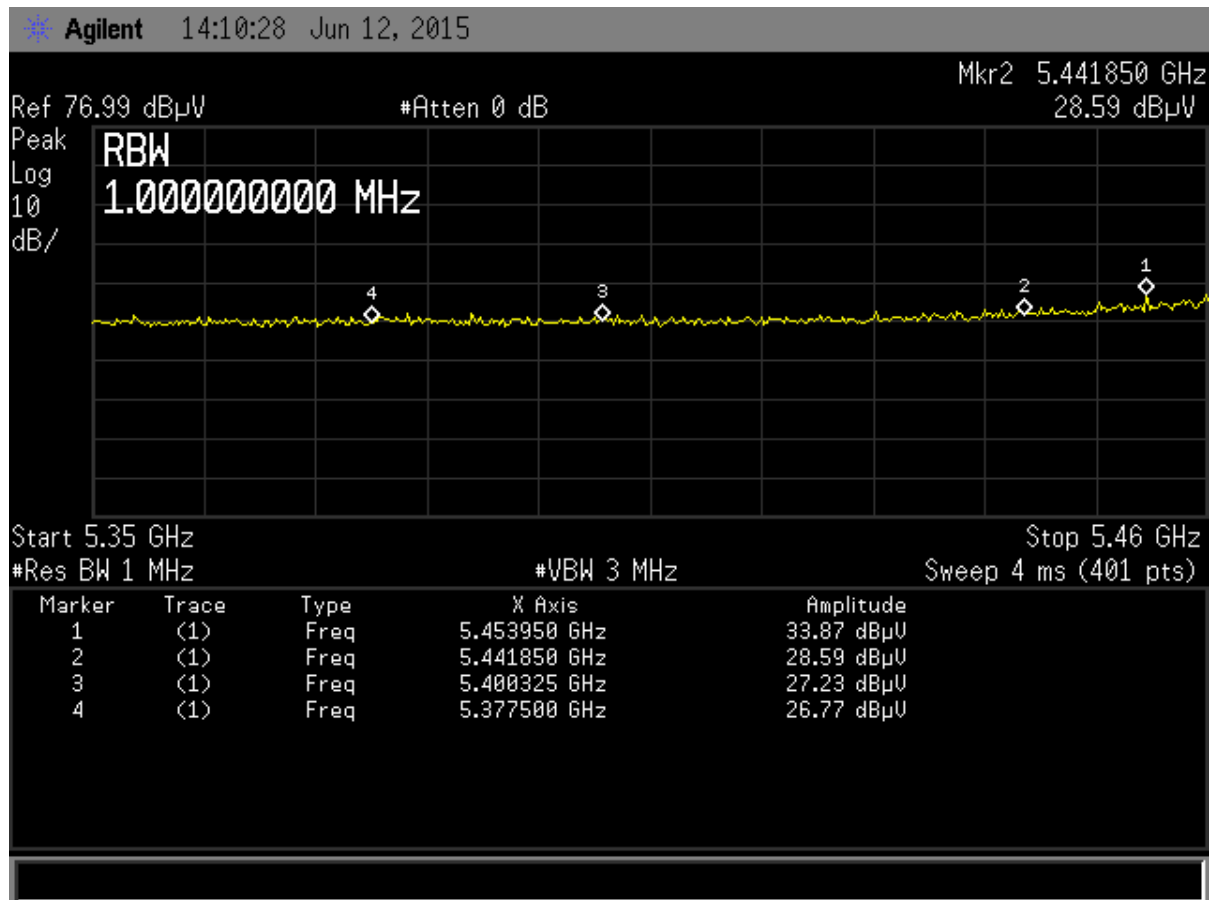 Agilent 14:10:28 Jun 12, 2015
Mkr2 5.441850 GHz
Ref 76.99 dBµV #Atten 0 dB 28.59 dBµV
Peak
Log
10
dB/
RBW
1.000000000 MHz
4 3 2 1
Start 5.35 GHz Stop 5.46 GHz
#Res BW 1 MHz #VBW 3 MHz Sweep 4 ms (401 pts)
Marker Trace Type X Axis Amplitude
1 (1) Freq 5.453950 GHz 33.87 dBµV
2 (1) Freq 5.441850 GHz 28.59 dBµV
3 (1) Freq 5.400325 GHz 27.23 dBµV
4 (1) Freq 5.377500 GHz 26.77 dBµV